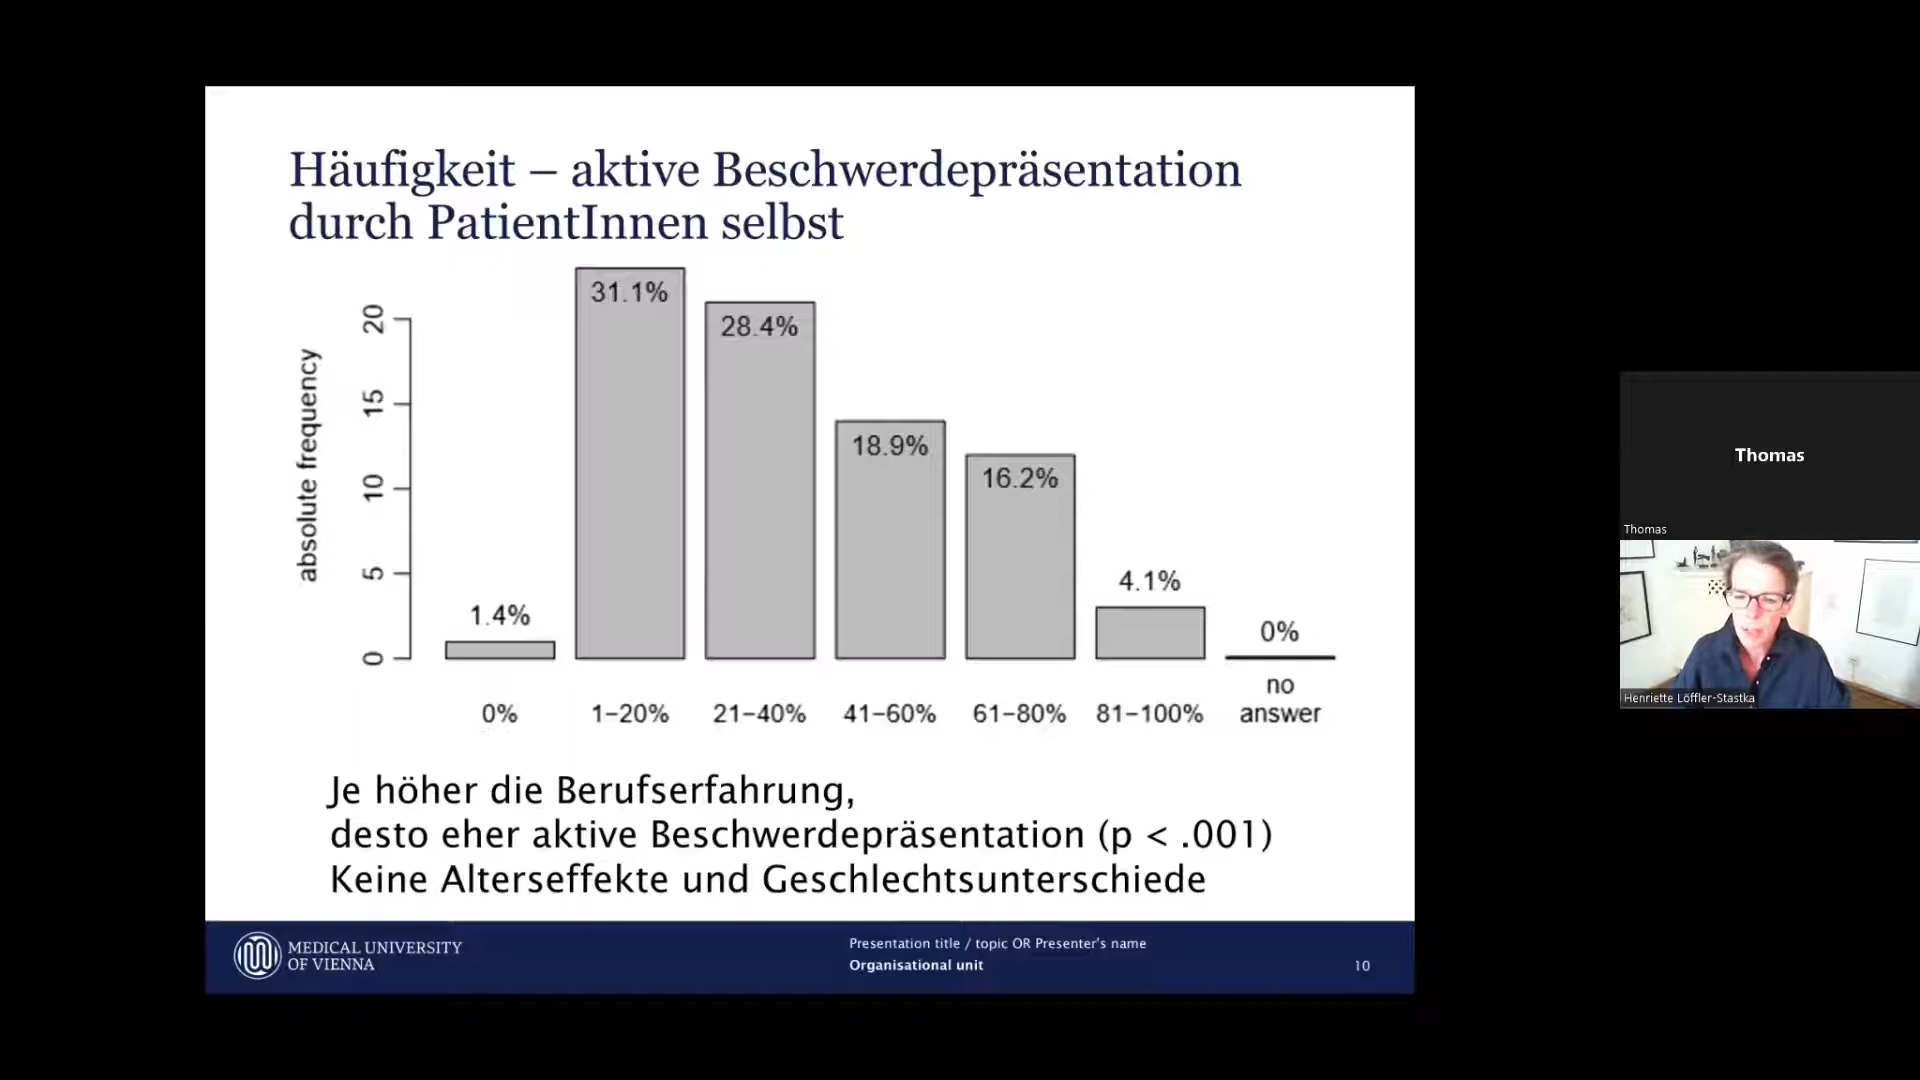 Häufigkeit – aktive Beschwerdepräsentation
durch PatientInnen selbst
absolute frequency
20
15
10
5
0
1.4%
31.1%
28.4%
18.9%
16.2%
4.1%
0%
0%
1–20%
21–40%
41–60%
61–80%
81–100%
no
answer
Je höher die Berufserfahrung,
desto eher aktive Beschwerdepräsentation (p < .001)
Keine Alterseffekte und Geschlechtsunterschiede
MEDICAL UNIVERSITY
OF VIENNA
Presentation title / topic OR Presenter's name
Organisational unit
10
Thomas
Thomas
Henriette Löffler-Stastka